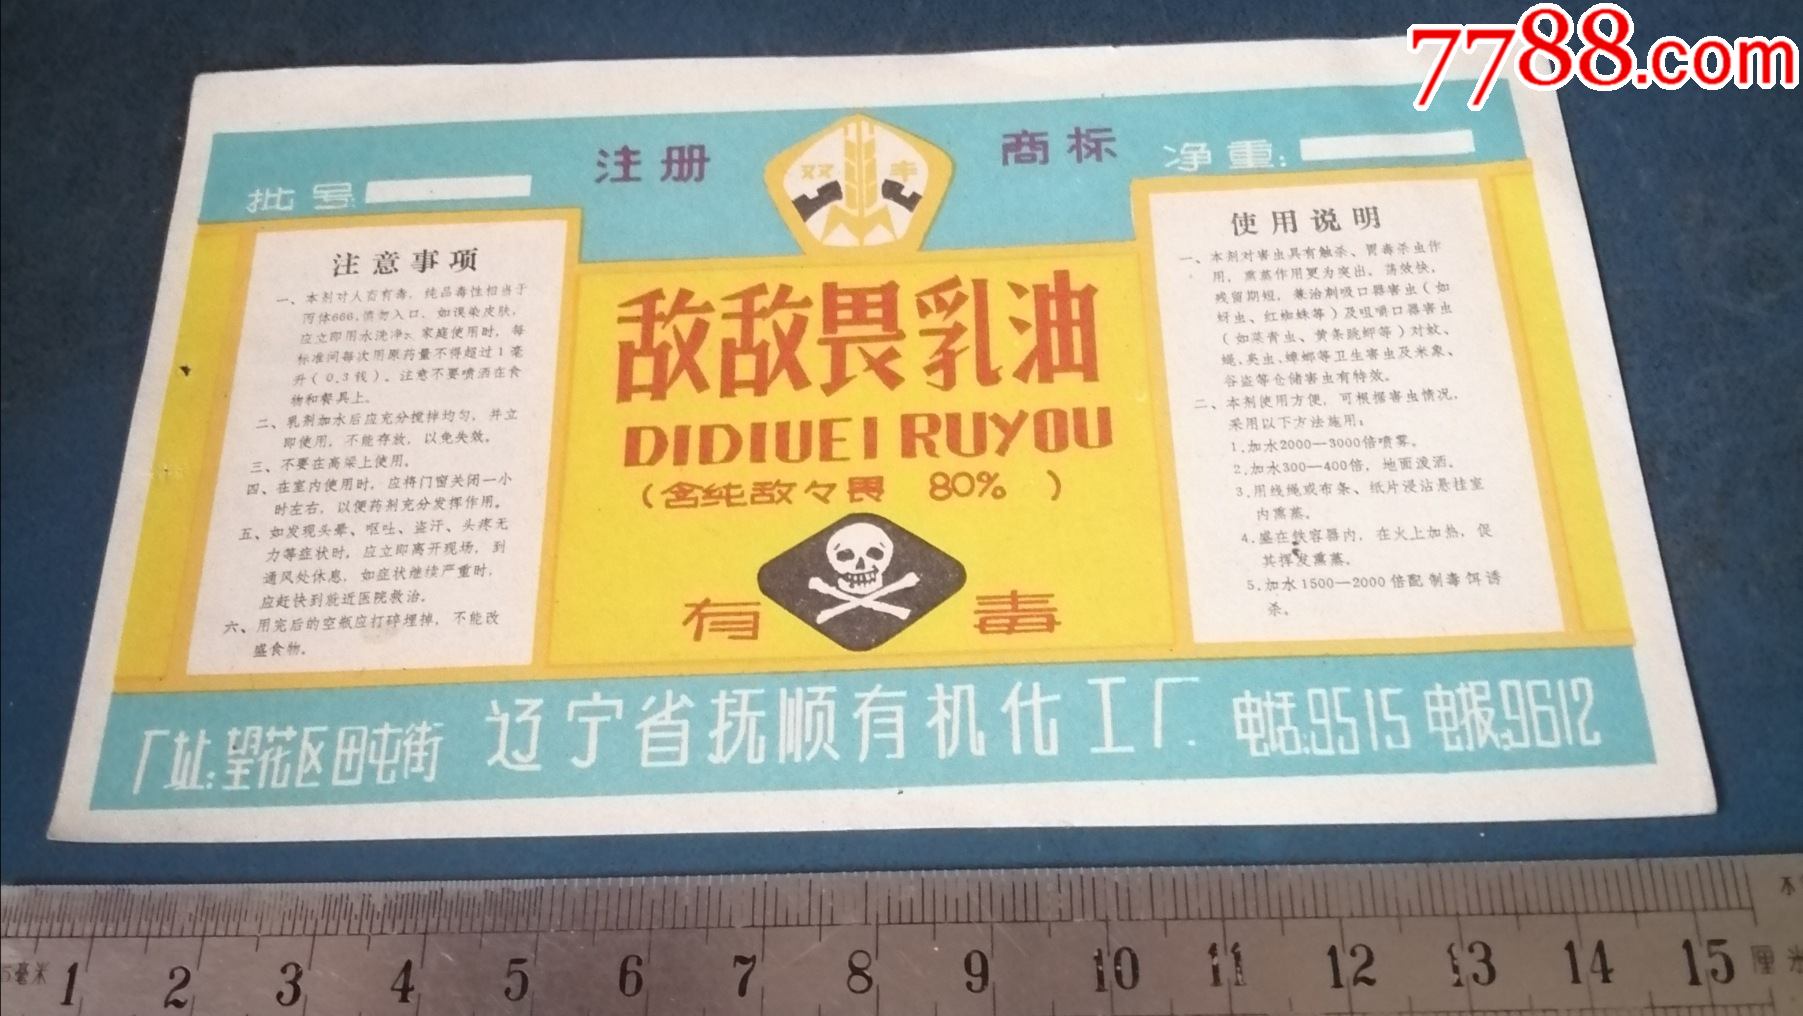 7788.com
注册
商标
双丰
批号:
净重:
注意事项
一、本剂对人畜有毒，纯品毒性相当于
丙体666，慎勿入口、如误染皮肤，
应立即用水洗净、家庭使用时，每
标准间每次用原药量不得超过1毫
升(0.3钱)。注意不要喷洒在食
物和餐具上。
二、乳剂加水后应充分搅拌均匀，并立
即使用，不能存放，以免失效。
三、不要在高梁上使用。
四、在室内使用时，应将门窗关闭一小
时左右，以便药剂充分发挥作用。
五、如发现头晕、呕吐、盗汗、头疼无
力等症状时，应立即离开现场，到
通风处休息，如症状继续严重时，
应赶快到就近医院救治。
六、用完后的空瓶应打碎埋掉，不能改
盛食物。
敌敌畏乳油
DIDIUEI RUYOU
(含纯敌々畏 80%)
有毒
使用说明
一、本剂对害虫具有触杀、胃毒杀虫作
用，熏蒸作用更为突出。荡效快，
残留期短，兼治刺吸口器害虫(如
蚜虫、红蜘蛛等)及咀嚼口器害虫
(如菜青虫、黄条跳蚲等)对蚊、
蝇、臭虫、蟑螂等卫生害虫及米象、
谷盗等仓储害虫有特效。
二、本剂使用方便，可根据害虫情况，
采用以下方法施用:
1.加水2000—3000倍喷雾。
2.加水300—400倍，地面泼洒。
3.用线绳或布条、纸片浸沾悬挂室
内熏蒸。
4.盛在铁容器内，在火上加热，促
其挥发熏蒸。
5.加水1500—2000倍配制毒饵诱
杀。
厂址:望花区田屯街
辽宁省抚顺有机化工厂
电话:9515 电报:9612
5毫米 1 2 3 4 5 6 7 8 9 10 11 12 13 14 15 厘米